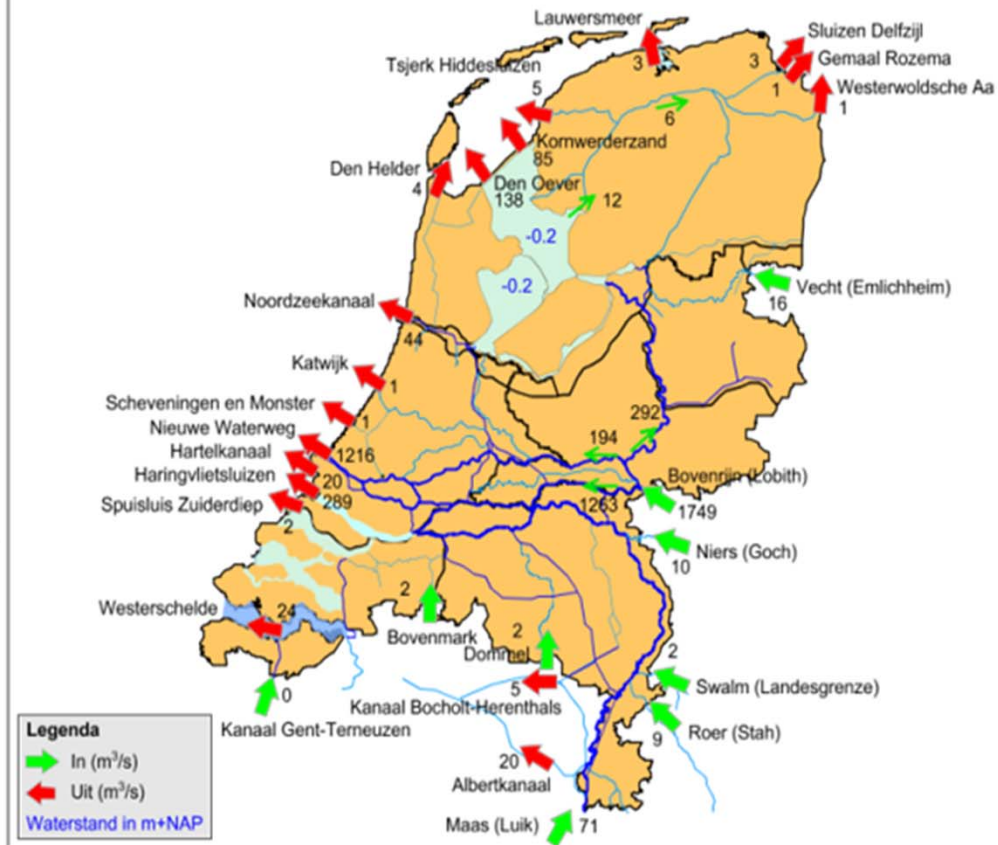 Lauwersmeer
3
Sluizen Delfzijl
3
Gemaal Rozema
1
Westerwoldsche Aa
1
Tsjerk Hiddesluizen
5
6
Kornwerderzand
85
Den Helder
4
Den Oever
138
12
-0.2
-0.2
Vecht (Emlichheim)
16
Noordzeekanaal
44
Katwijk
1
Scheveningen en Monster
1
Nieuwe Waterweg
1216
Hartelkanaal
20
Haringvlietsluizen
289
Spuisluis Zuiderdiep
2
292
194
Bovenrijn (Lobith)
1749
1263
Niers (Goch)
10
Westerschelde
24
2
Bovenmark
2
Dommel
5
Kanaal Bocholt-Herenthals
2
Swalm (Landesgrenze)
0
Kanaal Gent-Terneuzen
9
Roer (Stah)
20
Albertkanaal
Maas (Luik)
71
Legenda
In (m³/s)
Uit (m³/s)
Waterstand in m+NAP